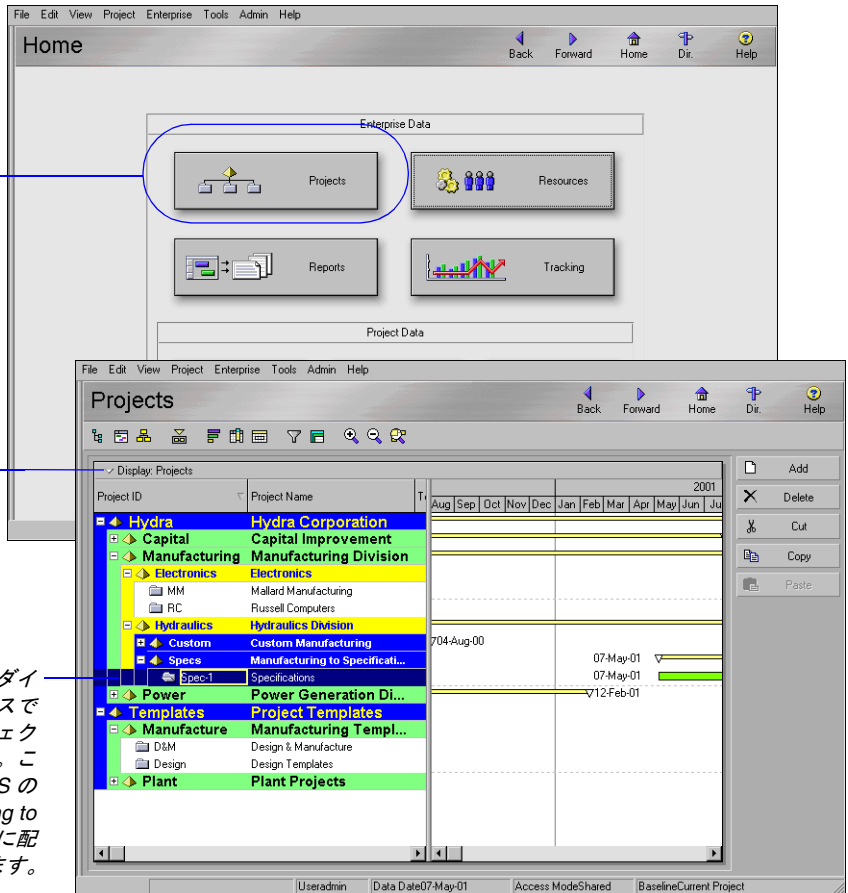 File Edit View Project Enterprise Tools Admin Help
Home
Back Forward Home Dir. Help
Enterprise Data
Projects
Resources
Reports
Tracking
Project Data
File Edit View Project Enterprise Tools Admin Help
Projects
Back Forward Home Dir. Help
Display: Projects
Project ID Project Name
2001
Aug Sep Oct Nov Dec Jan Feb Mar Apr May Jun Ju
Hydra Hydra Corporation
Capital Capital Improvement
Manufacturing Manufacturing Division
Electronics Electronics
MM Mallard Manufacturing
RC Russell Computers
Hydraulics Hydraulics Division
Custom Custom Manufacturing 04-Aug-00
Specs Manufacturing to Specificati... 07-May-01
Spec-1 Specifications 07-May-01
Power Power Generation Di... 12-Feb-01
Templates Project Templates
Manufacture Manufacturing Templ...
D&M Design & Manufacture
Design Design Templates
Plant Plant Projects
Add
Delete
Cut
Copy
Paste
ダイ
スで
ェク
。こ
S の
ng to
に配
ます。
Useradmin Data Date07-May-01 Access ModeShared BaselineCurrent Project